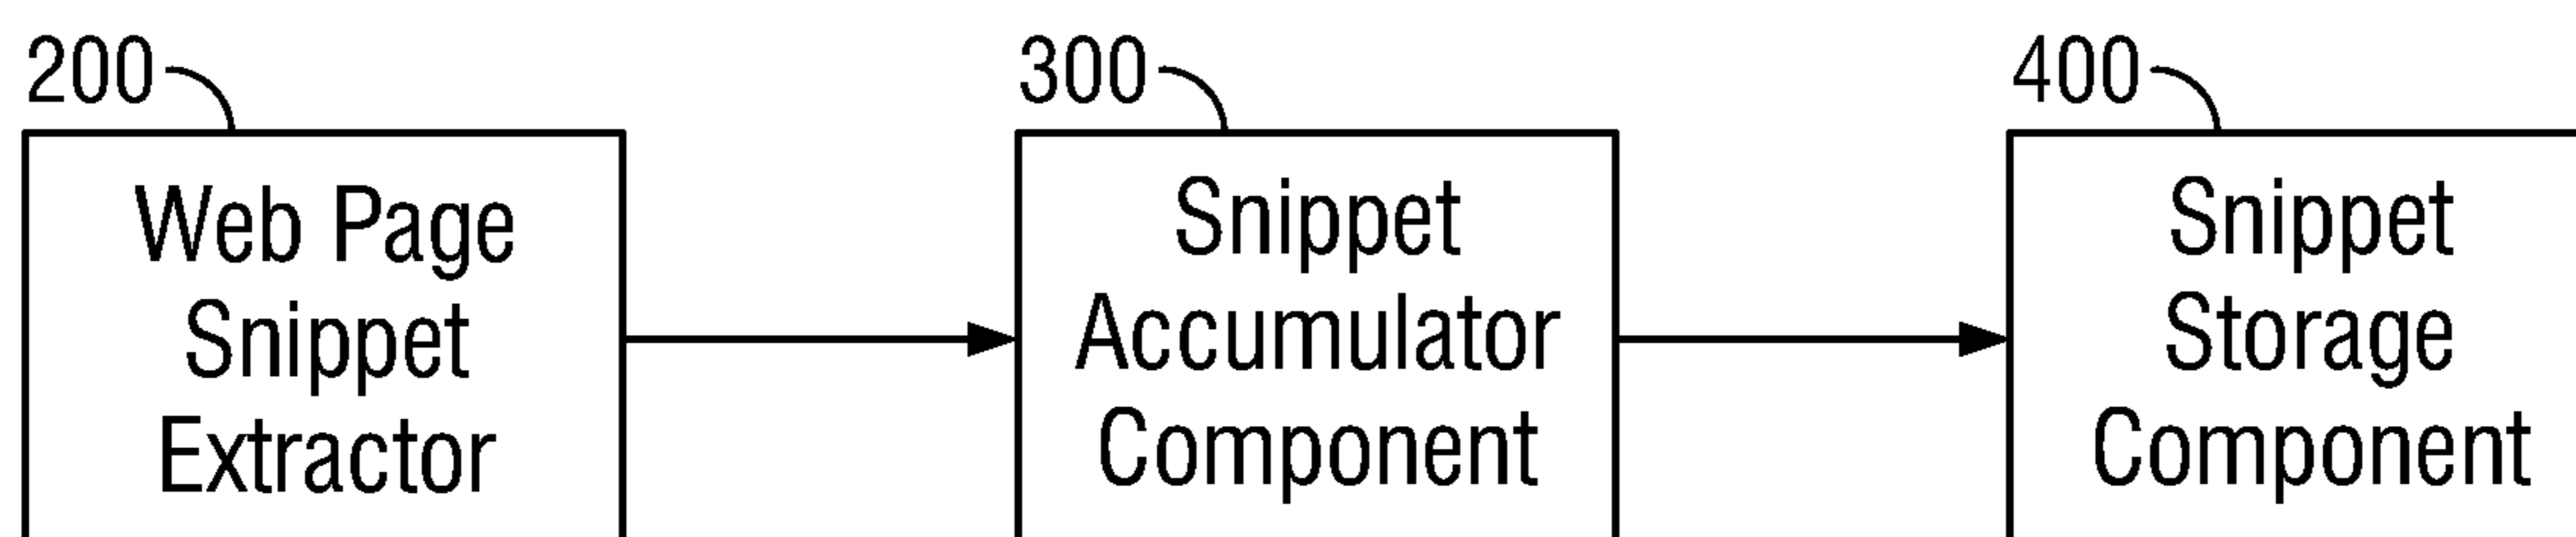 200
Web Page
Snippet
Extractor
300
Snippet
Accumulator
Component
400
Snippet
Storage
Component